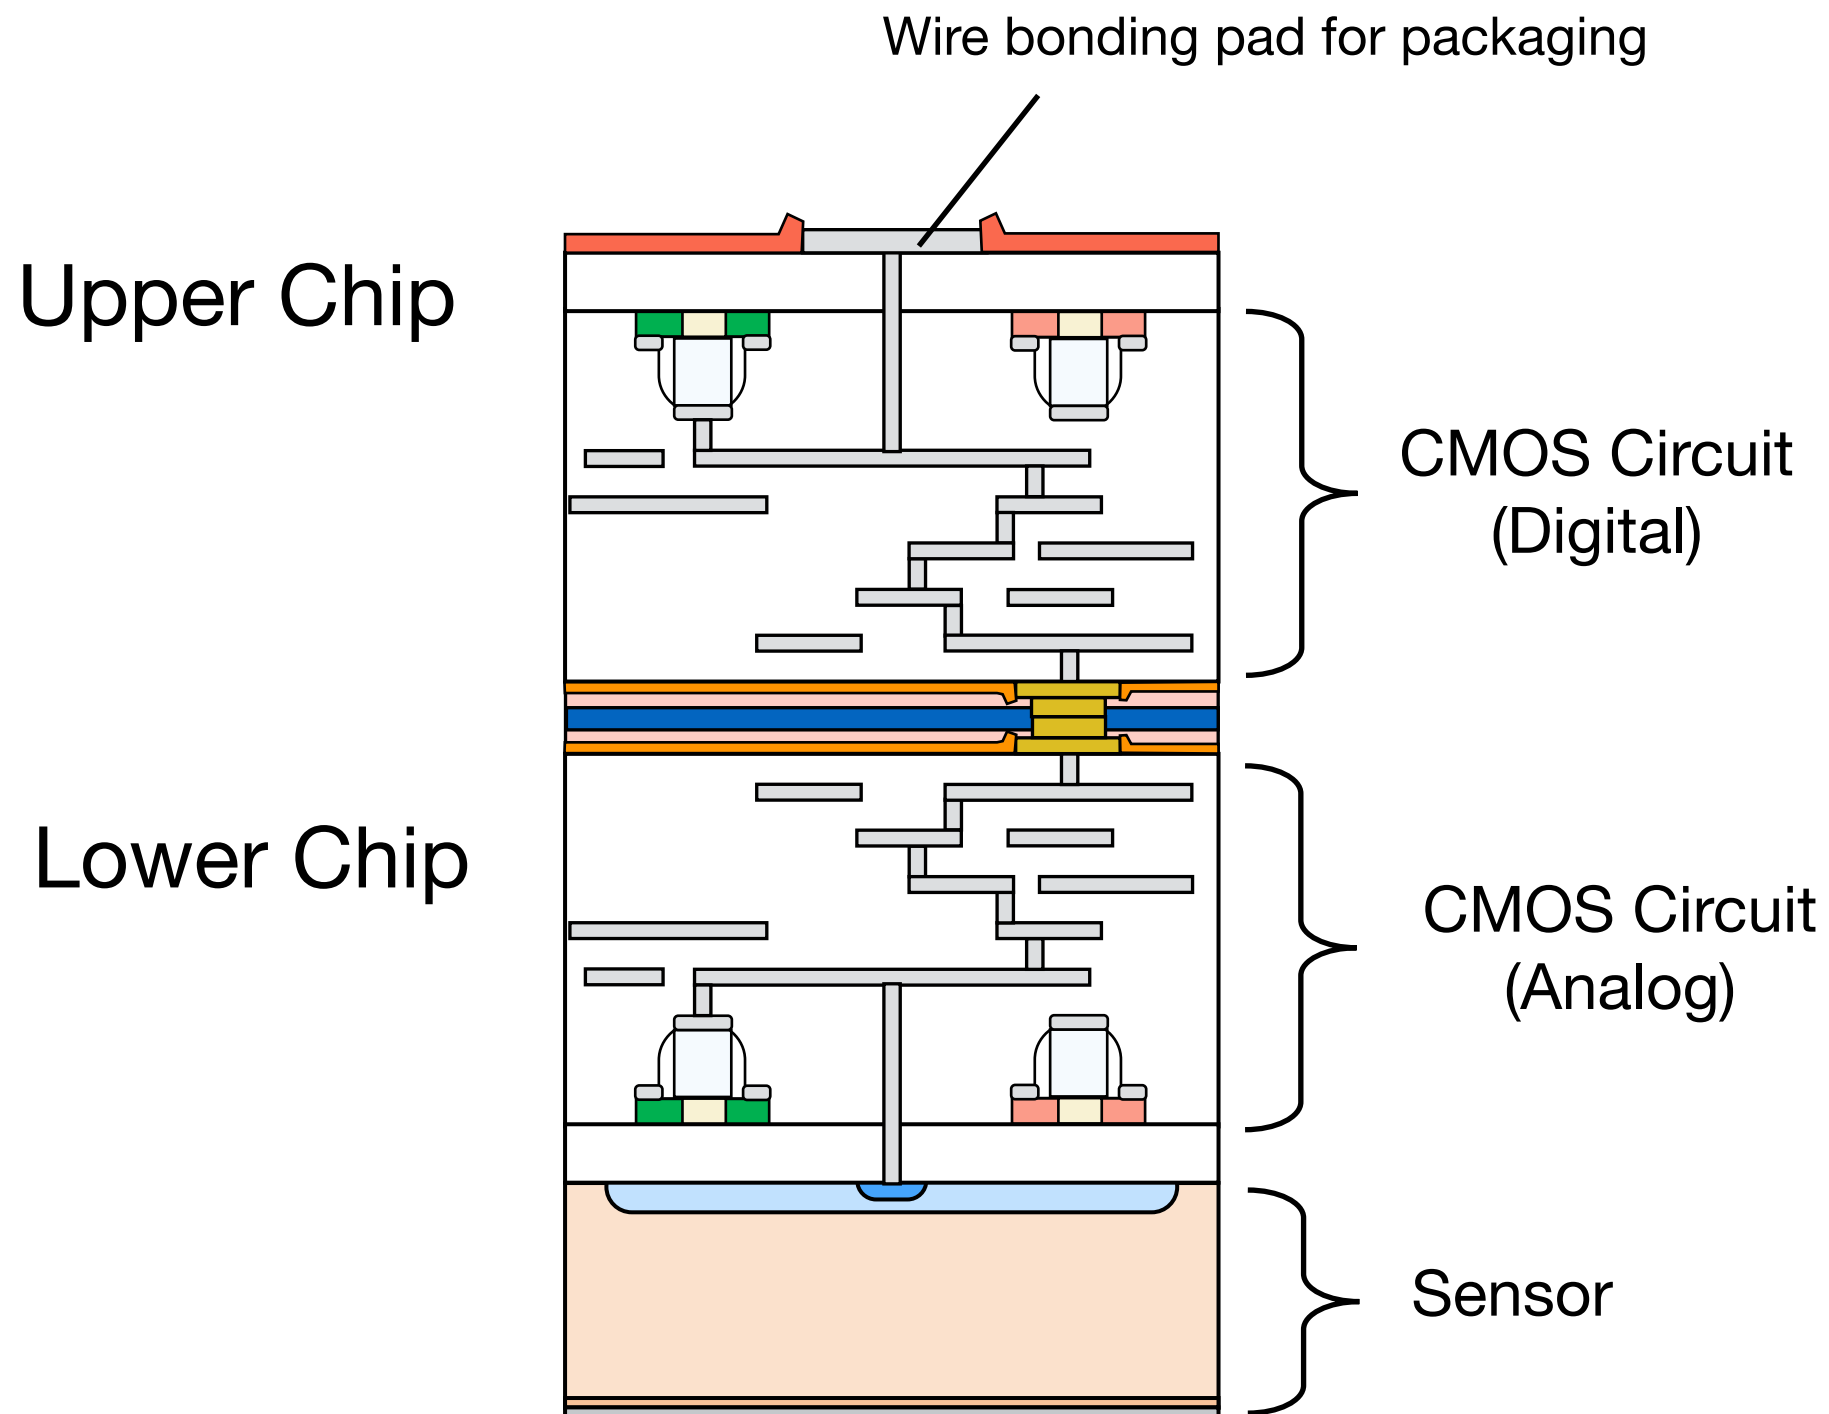 Wire bonding pad for packaging
Upper Chip
CMOS Circuit
(Digital)
Lower Chip
CMOS Circuit
(Analog)
Sensor